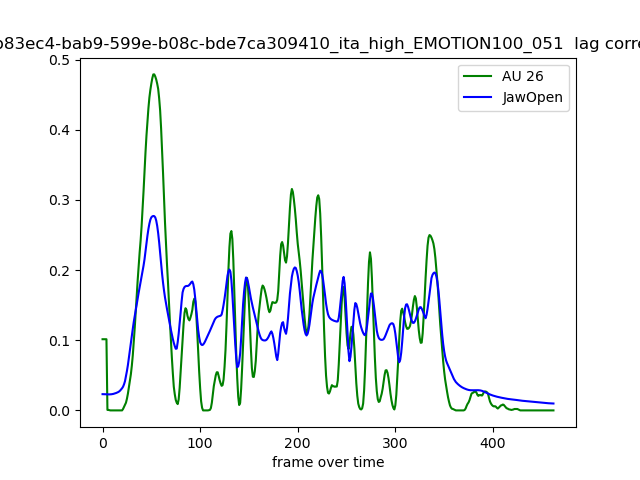 b83ec4-bab9-599e-b08c-bde7ca309410_ita_high_EMOTION100_051 lag corre
0.5
AU 26
JawOpen
0.4
0.3
0.2
0.1
0.0
0 100 200 300 400
frame over time